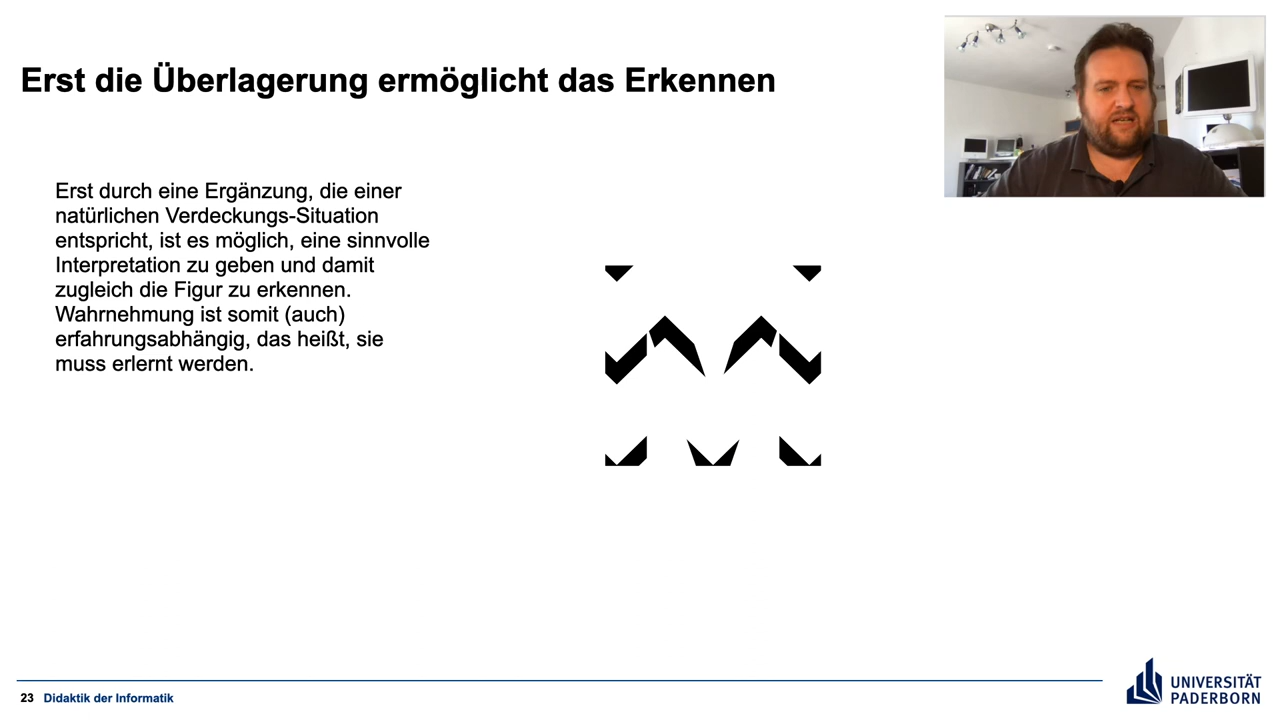 Erst die Überlagerung ermöglicht das Erkennen
Erst durch eine Ergänzung, die einer
natürlichen Verdeckungs-Situation
entspricht, ist es möglich, eine sinnvolle
Interpretation zu geben und damit
zugleich die Figur zu erkennen.
Wahrnehmung ist somit (auch)
erfahrungsabhängig, das heißt, sie
muss erlernt werden.
23 Didaktik der Informatik
UNIVERSITÄT
PADERBORN